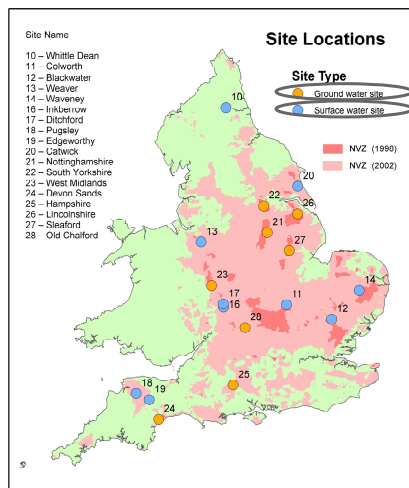 Site Name
Site Locations
10 – Whittle Dean
11 – Colworth
12 – Blackwater
13 – Weaver
14 – Waveney
16 – Inkberrow
17 – Ditchford
18 – Pugsley
19 – Edgeworthy
20 – Catwick
21 – Nottinghamshire
22 – South Yorkshire
23 – West Midlands
24 – Devon Sands
25 – Hampshire
26 – Lincolnshire
27 – Sleaford
28 Old Chalford
Site Type
Ground water site
Surface water site
NVZ (1990)
NVZ (2002)
10
20
22
26
21
13
27
23
14
17
16
11
12
28
25
18
19
24